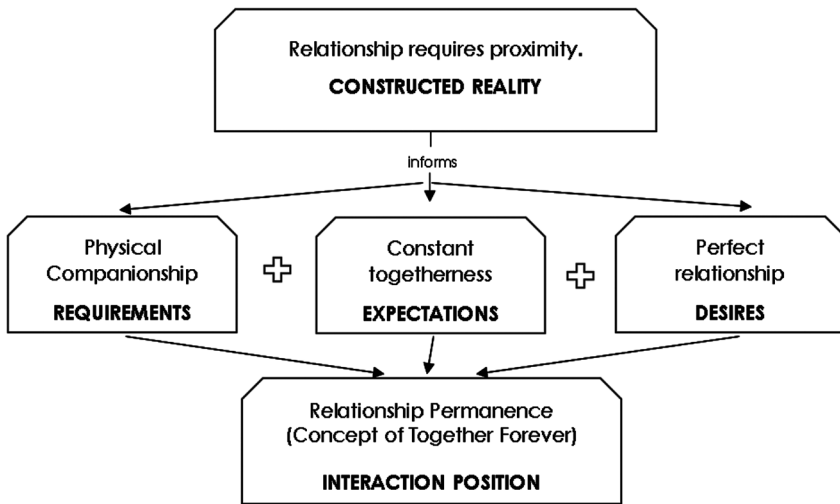 Relationship requires proximity.
CONSTRUCTED REALITY
informs
Physical
Companionship
REQUIREMENTS
Constant
togetherness
EXPECTATIONS
Perfect
relationship
DESIRES
Relationship Permanence
(Concept of Together Forever)
INTERACTION POSITION